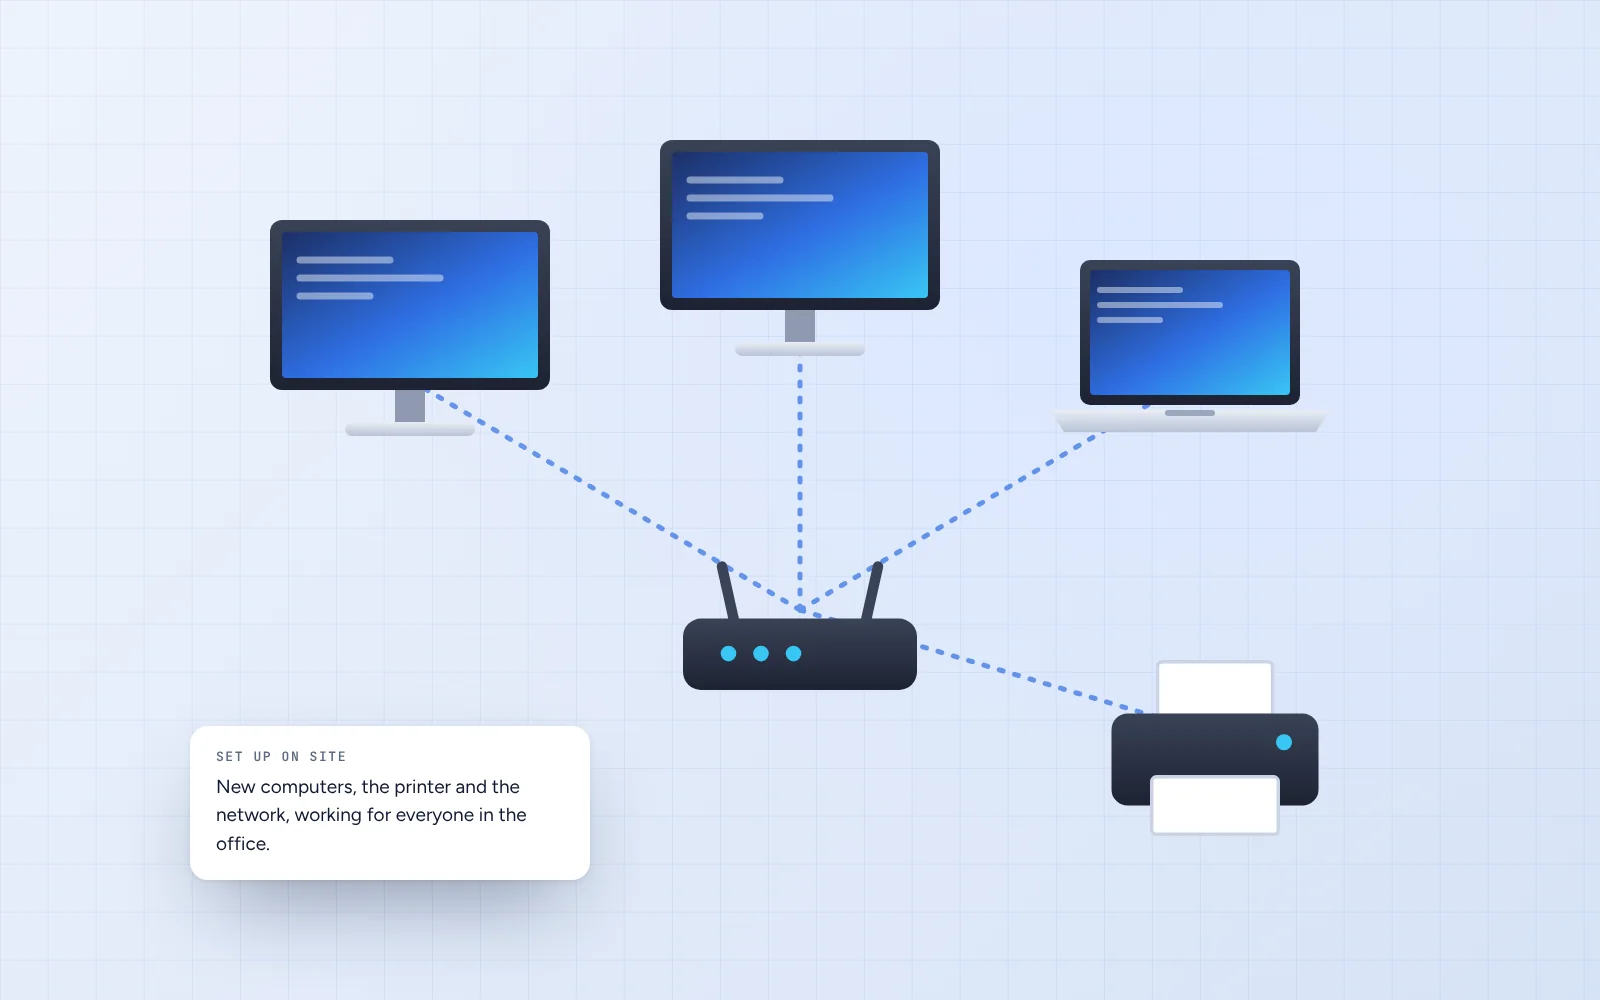 SET UP ON SITE
New computers, the printer and the
network, working for everyone in the
office.